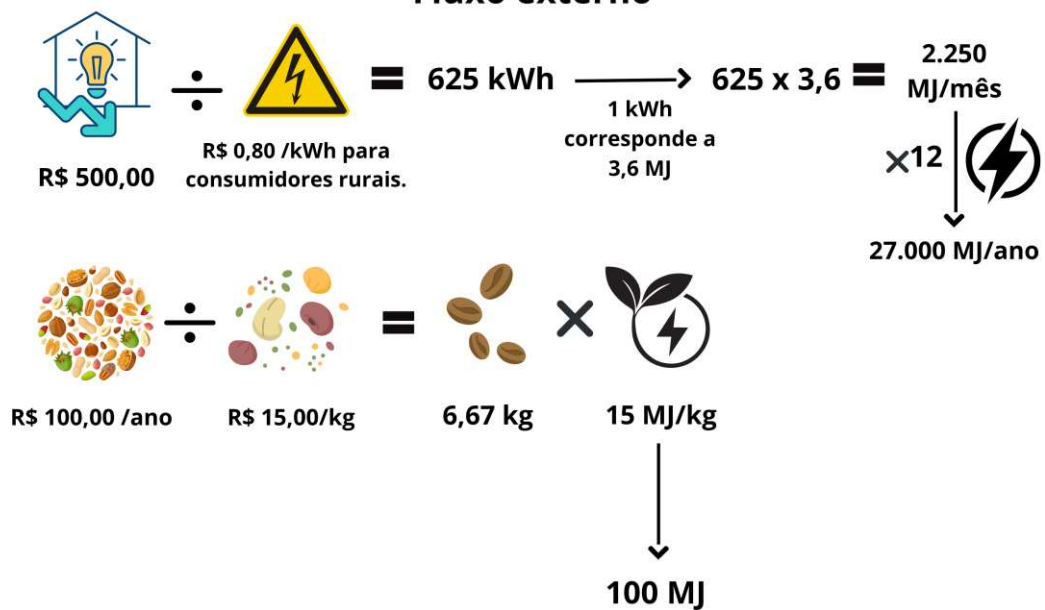 Fluxo externo
R$ 500,00
R$ 0,80 /kWh para
consumidores rurais.
= 625 kWh
1 kWh
corresponde a
3,6 MJ
625 x 3,6 =
2.250
MJ/mês
×12
27.000 MJ/ano
R$ 100,00 /ano
R$ 15,00/kg
=
6,67 kg
×
15 MJ/kg
100 MJ